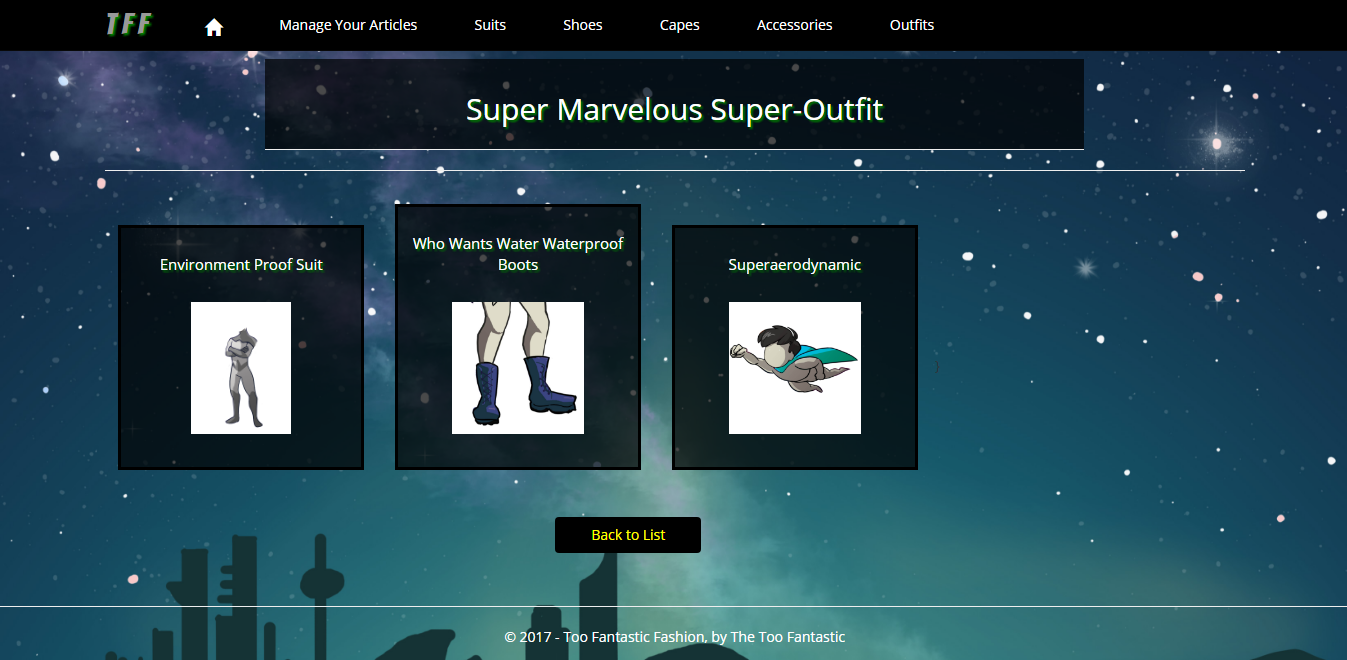 TFF
Manage Your Articles
Suits
Shoes
Capes
Accessories
Outfits
Super Marvelous Super-Outfit
Environment Proof Suit
Who Wants Water Waterproof
Boots
Superaerodynamic
Back to List
© 2017 - Too Fantastic Fashion, by The Too Fantastic